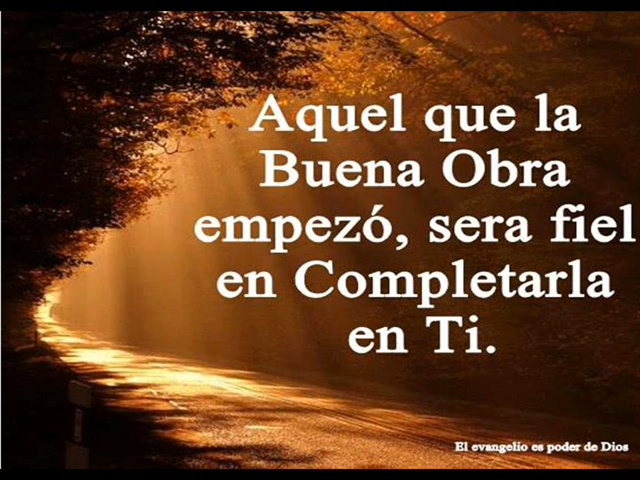 Aquel que la
Buena Obra
empezó, sera fiel
en Completarla
en Ti.
El evangelio es poder de Dios